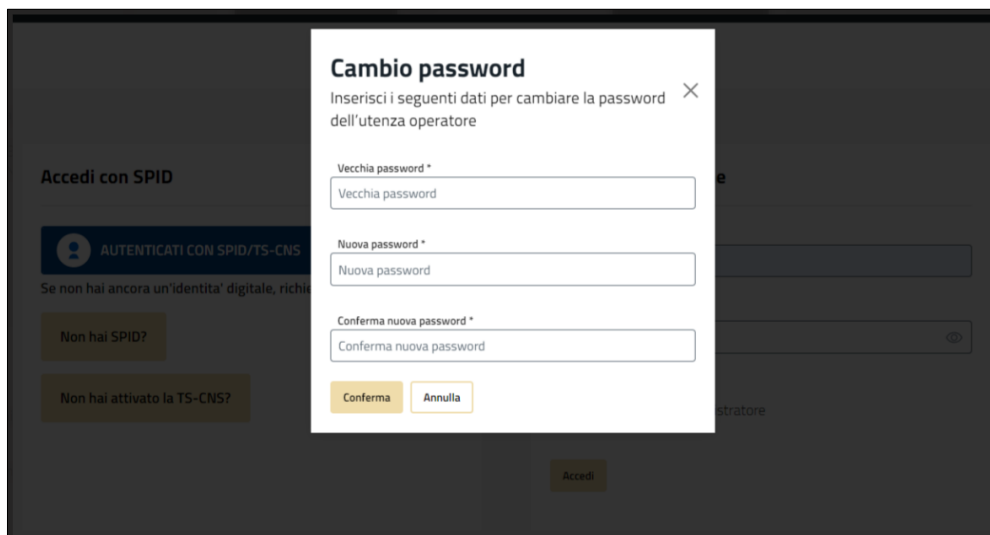 Cambio password
Inserisci i seguenti dati per cambiare la password
dell'utenza operatore
Vecchia password *
Vecchia password
Nuova password *
Nuova password
Conferma nuova password *
Conferma nuova password
Conferma
Annulla
Accedi con SPID
AUTENTICATI CON SPID/TS-CNS
Se non hai ancora un'identita' digitale, richie
Non hai SPID?
Non hai attivato la TS-CNS?
e
istratore
Accedi